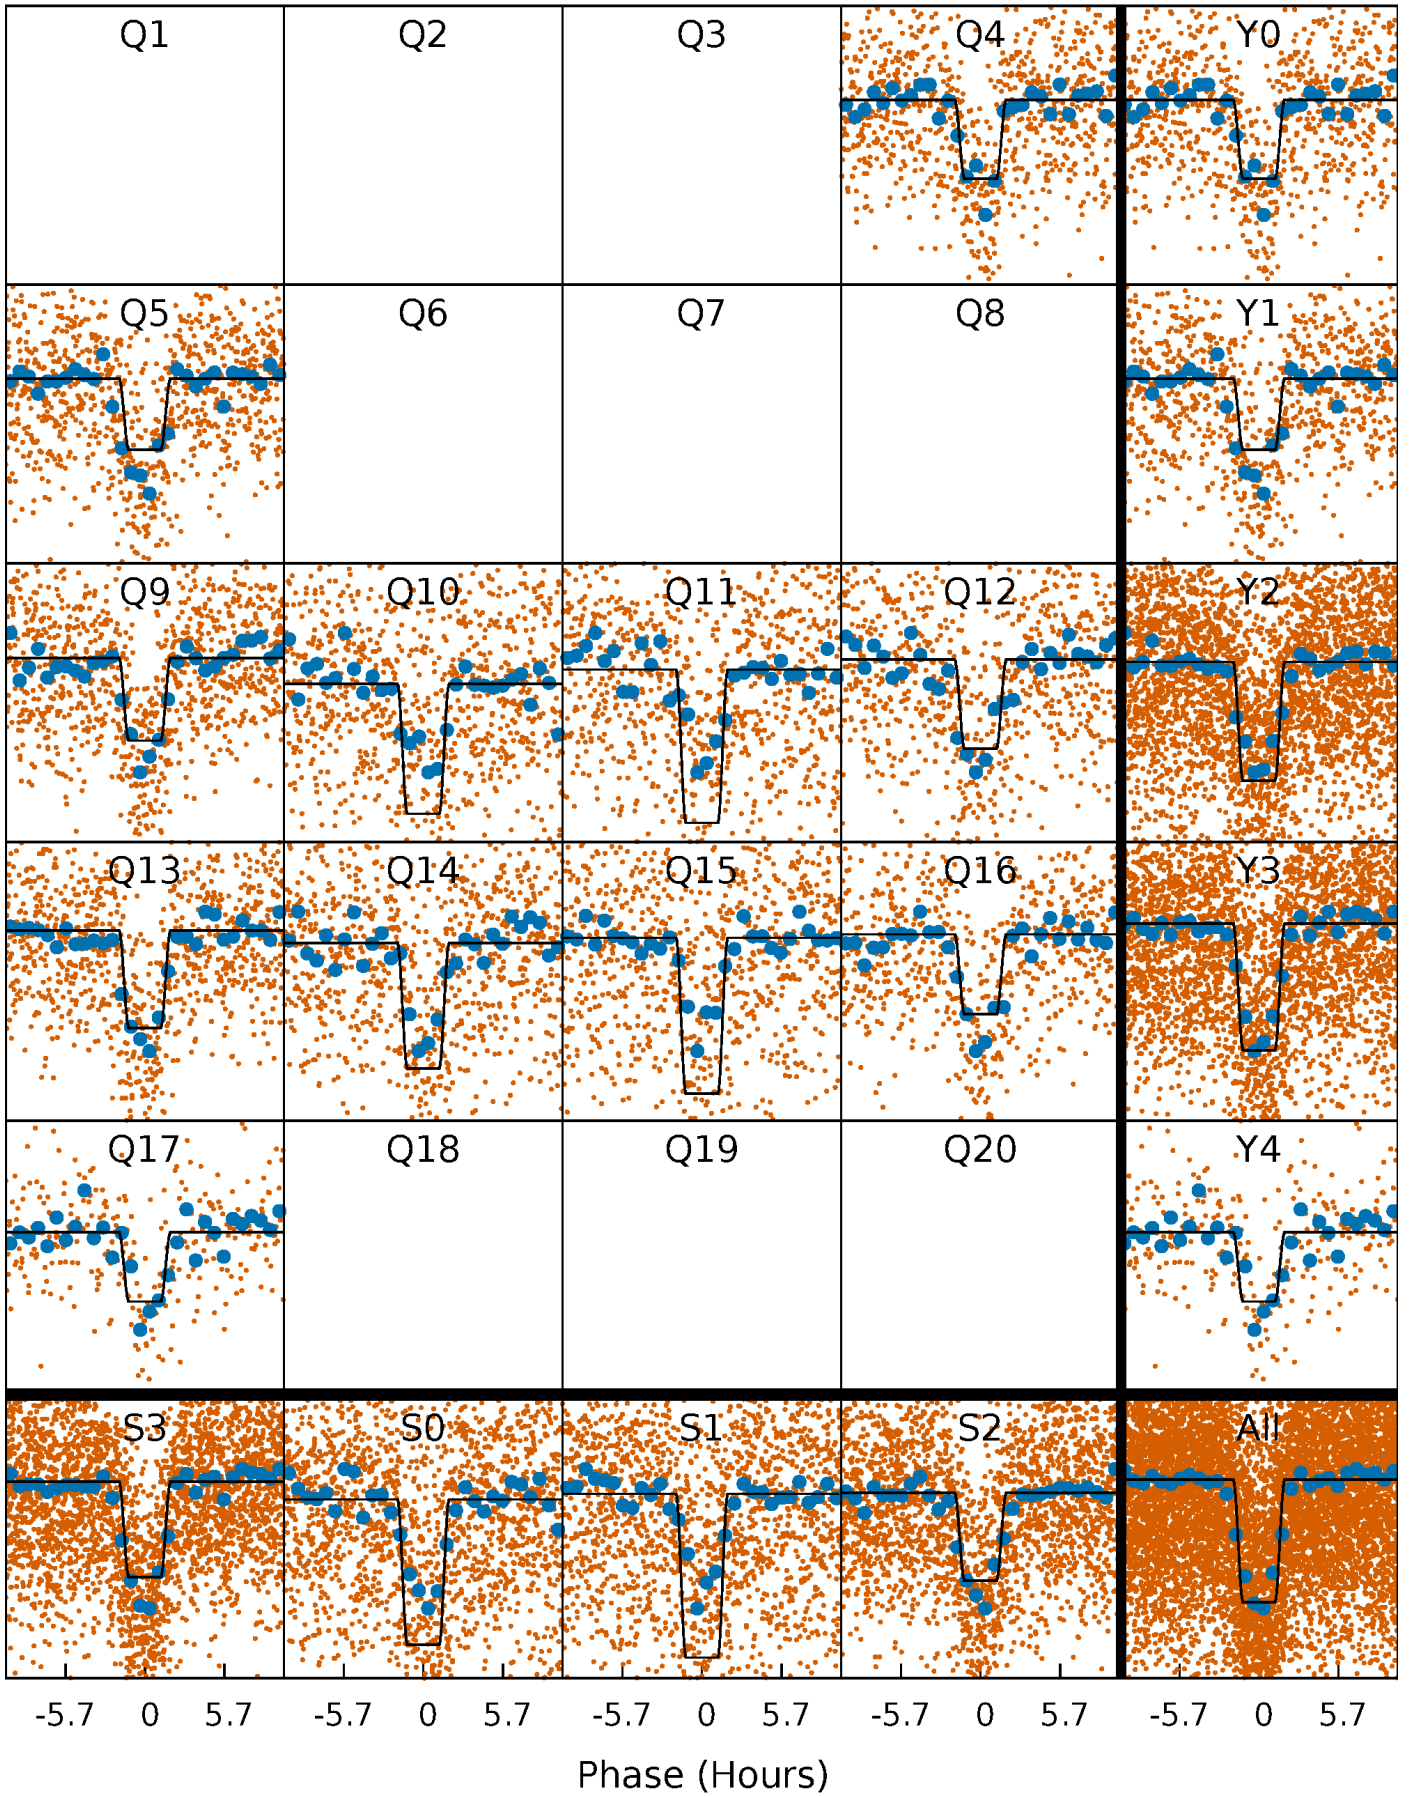 Q1 Q2 Q3 Q4 Y0
Q5 Q6 Q7 Q8 Y1
Q9 Q10 Q11 Q12 Y2
Q13 Q14 Q15 Q16 Y3
Q17 Q18 Q19 Q20 Y4
S3 S0 S1 S2 All
-5.7 0 5.7 -5.7 0 5.7 -5.7 0 5.7 -5.7 0 5.7 -5.7 0 5.7
Phase (Hours)